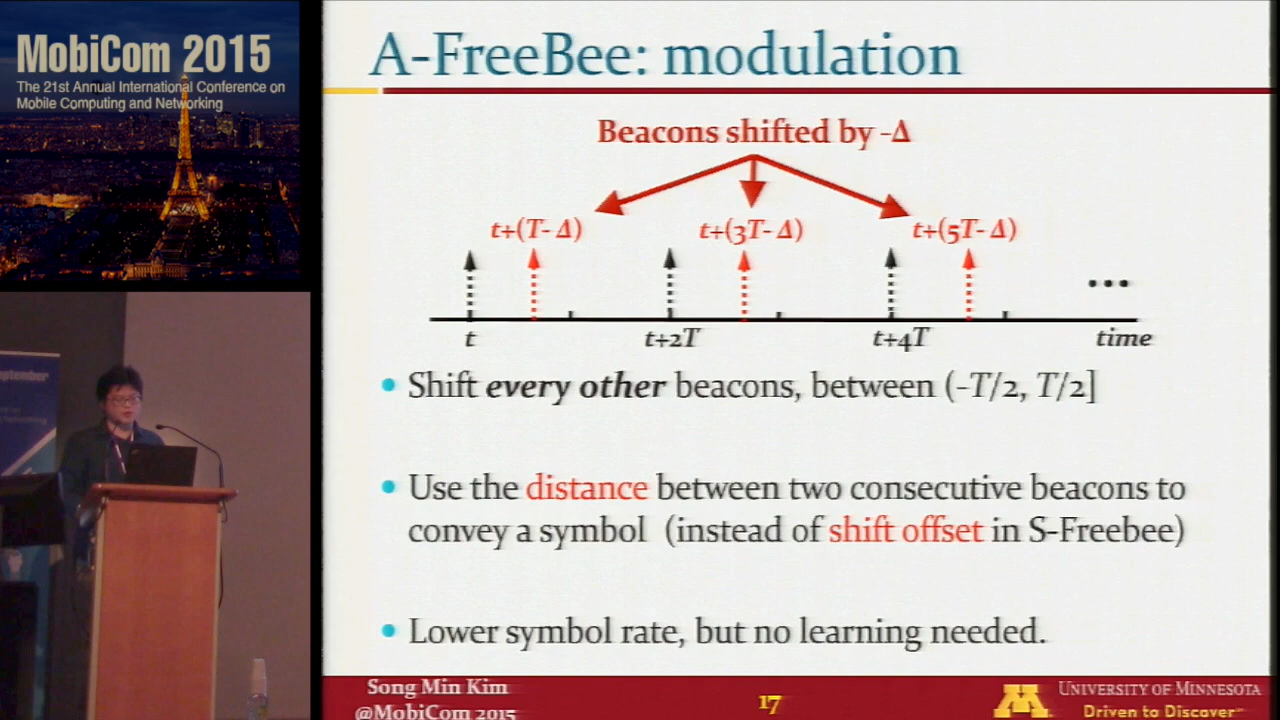 MobiCom 2015
The 21st Annual International Conference on
Mobile Computing and Networking
A-FreeBee: modulation
Beacons shifted by -Δ
t+(T- Δ) t+(3T- Δ) t+(5T- Δ)
...
t t+2T t+4T time
• Shift every other beacons, between (-T/2, T/2]
• Use the distance between two consecutive beacons to
convey a symbol (instead of shift offset in S-Freebee)
• Lower symbol rate, but no learning needed.
Song Min Kim
@MobiCom 2015
17
M
UNIVERSITY OF MINNESOTA
Driven to Discover